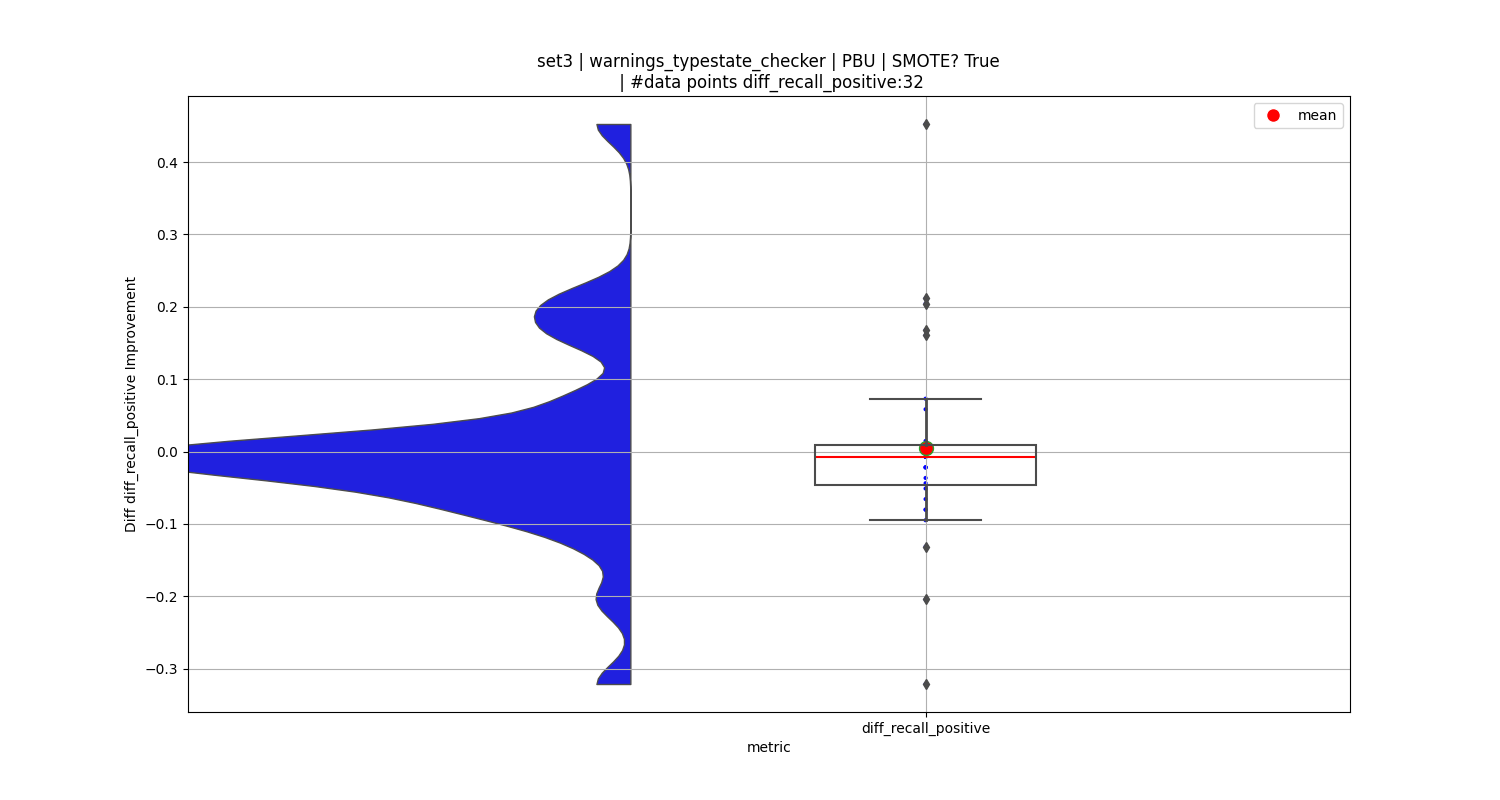 set3 | warnings_typestate_checker | PBU | SMOTE? True
| #data points diff_recall_positive:32
mean
0.4
0.3
0.2
0.1
0.0
−0.1
−0.2
−0.3
Diff diff_recall_positive Improvement
diff_recall_positive
metric